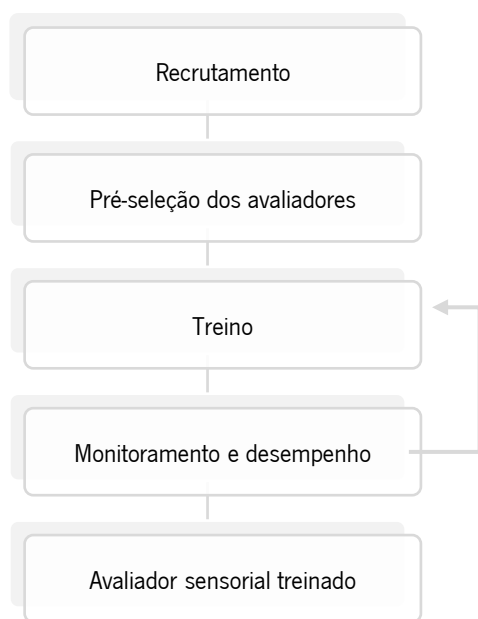 Recrutamento
Pré-seleção dos avaliadores
Treino
Monitoramento e desempenho
Avaliador sensorial treinado